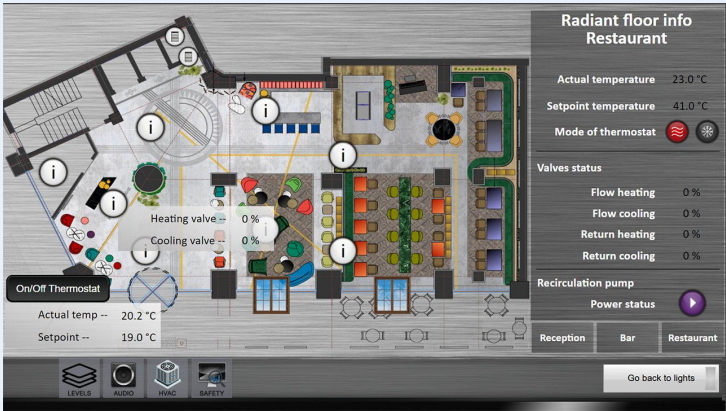 Radiant floor info
Restaurant
Actual temperature 23.0 °C
Setpoint temperature 41.0 °C
Mode of thermostat
Valves status
Flow heating 0 %
Flow cooling 0 %
Return heating 0 %
Return cooling 0 %
Recirculation pump
Power status
Reception Bar Restaurant
Go back to lights
i
i
i
i
i
i
i
i
i
Heating valve -- 0 %
Cooling valve -- 0 %
On/Off Thermostat
Actual temp -- 20.2 °C
Setpoint -- 19.0 °C
LEVELS AUDIO HVAC SAFETY